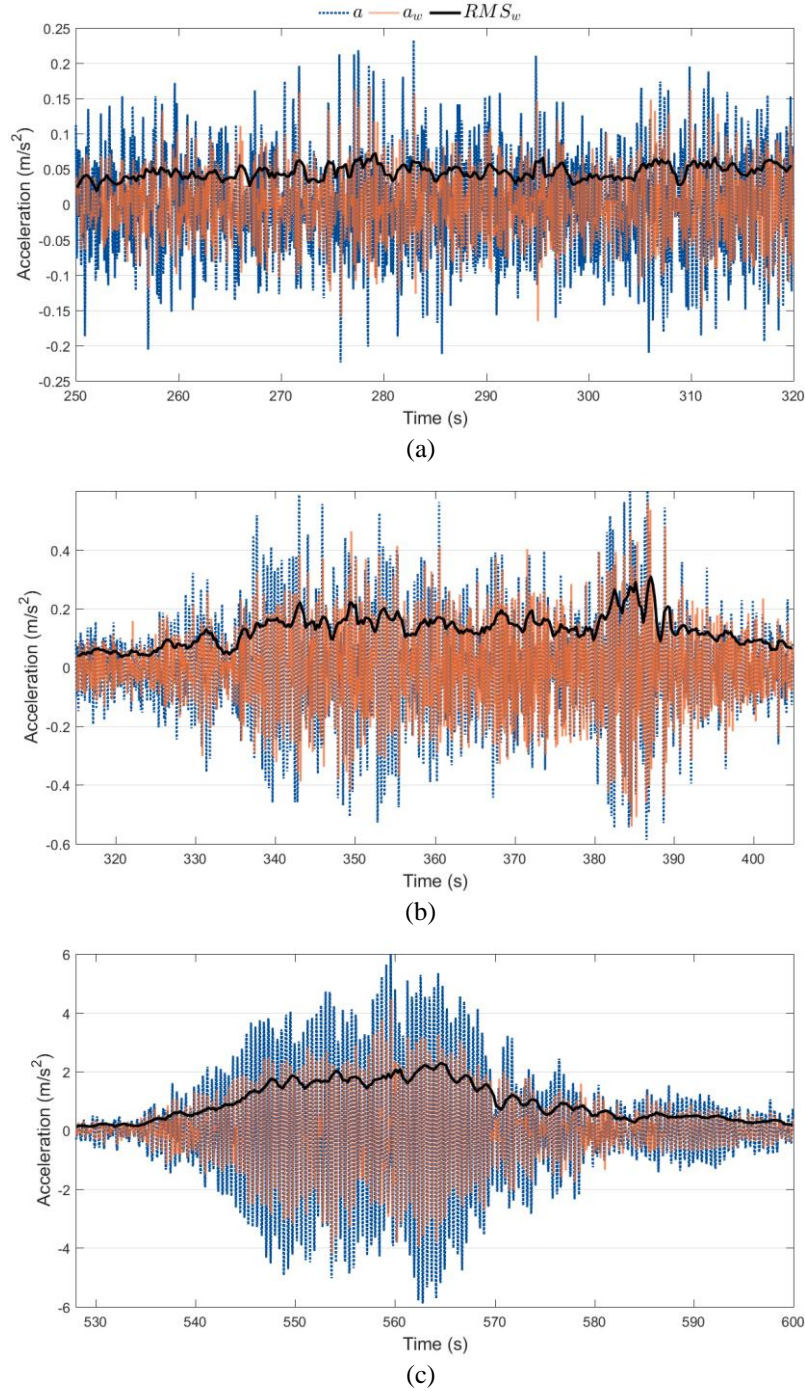 a a_w RMS_w
0.25
0.2
0.15
0.1
0.05
0
-0.05
-0.1
-0.15
-0.2
-0.25
Acceleration (m/s²)
250 260 270 280 290 300 310 320
Time (s)
(a)
0.4
0.2
0
-0.2
-0.4
-0.6
Acceleration (m/s²)
320 330 340 350 360 370 380 390 400
Time (s)
(b)
6
4
2
0
-2
-4
-6
Acceleration (m/s²)
530 540 550 560 570 580 590 600
Time (s)
(c)